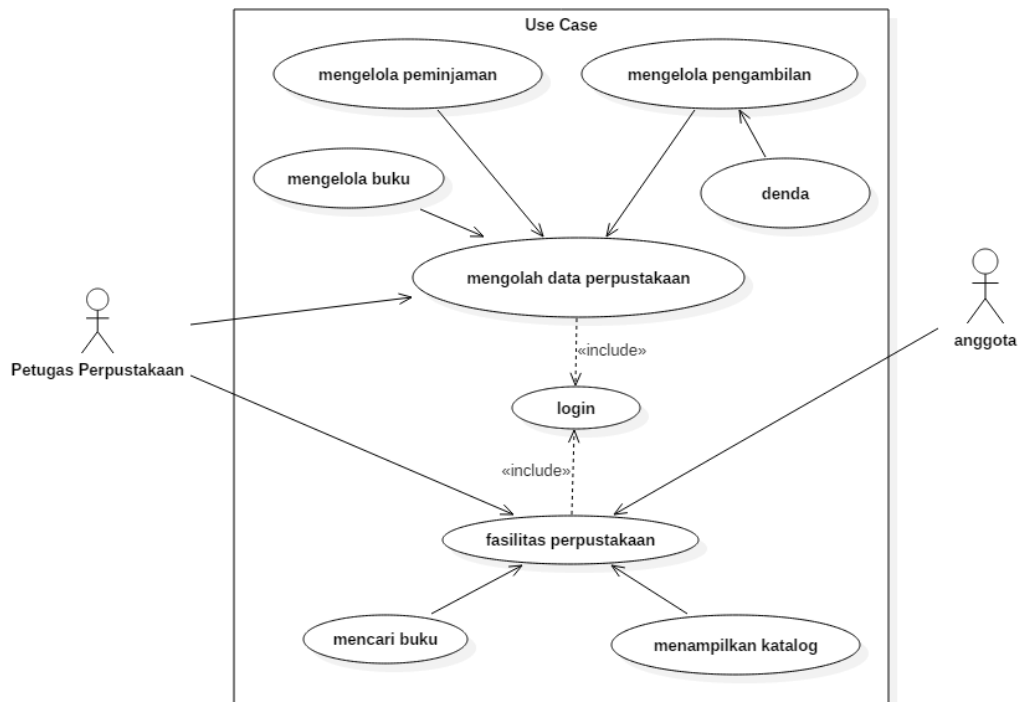 Use Case
mengelola peminjaman
mengelola pengambilan
mengelola buku
denda
mengolah data perpustakaan
Petugas Perpustakaan
anggota
«include»
login
«include»
fasilitas perpustakaan
mencari buku
menampilkan katalog